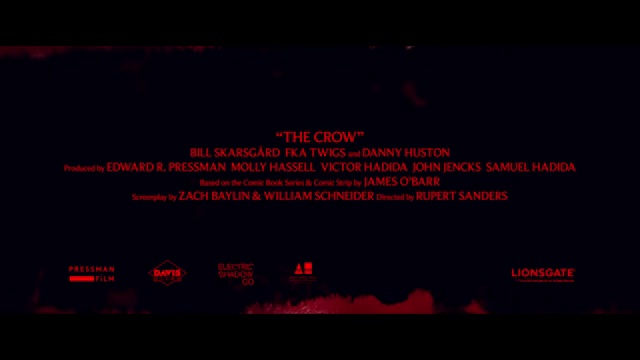 “THE CROW”
BILL SKARSGÅRD FKA TWIGS and DANNY HUSTON
Produced by EDWARD R. PRESSMAN MOLLY HASSELL VICTOR HADIDA JOHN JENCKS SAMUEL HADIDA
Based on the Comic Book Series & Comic Strip by JAMES O'BARR
Screenplay by ZACH BAYLIN & WILLIAM SCHNEIDER Directed by RUPERT SANDERS
PRESSMAN
FILM
DAVIS
ELECTRIC
SHADOW
CO
LIONSGATE